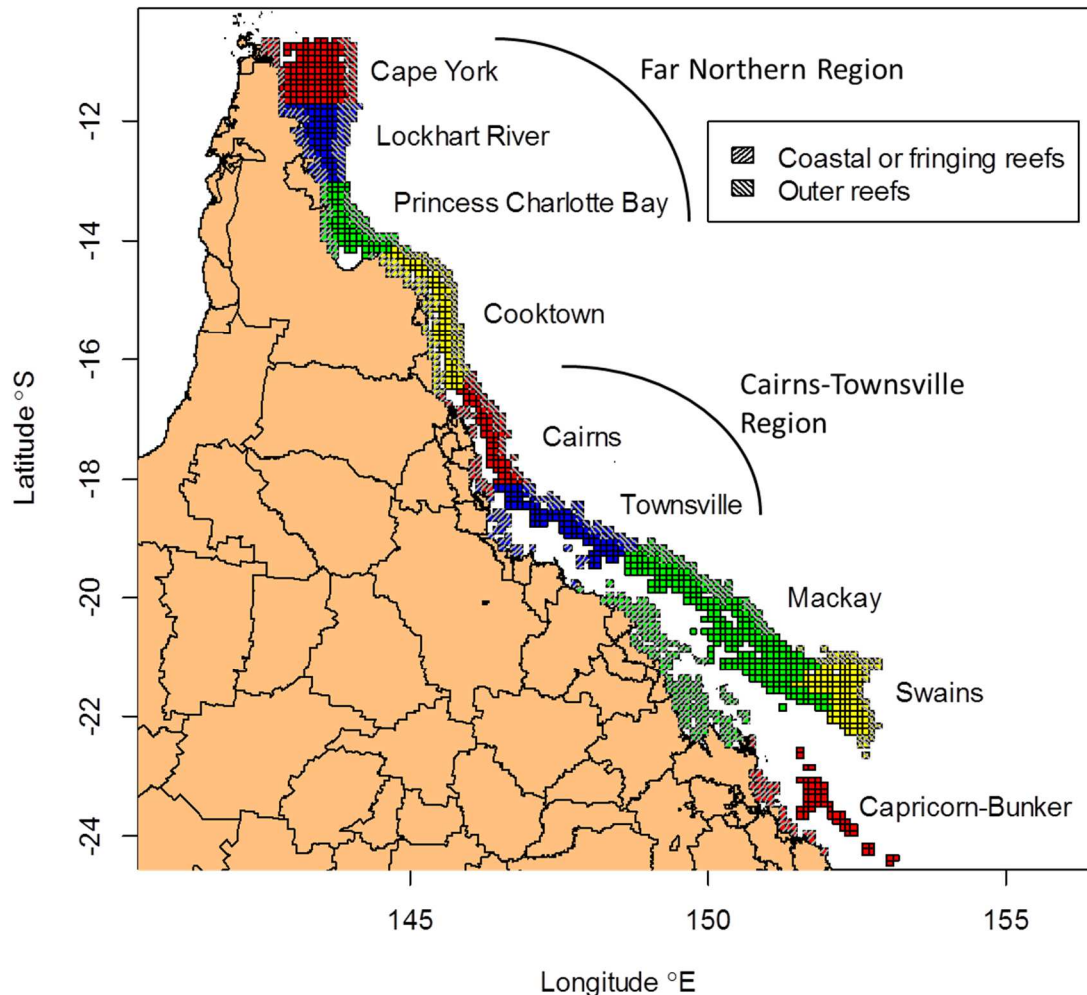 Cape York
Far Northern Region
Lockhart River
Coastal or fringing reefs
Outer reefs
Princess Charlotte Bay
Cooktown
Cairns-Townsville
Region
Cairns
Townsville
Mackay
Swains
Capricorn-Bunker
-12
-14
-16
-18
-20
-22
-24
Latitude °S
145
150
155
Longitude °E